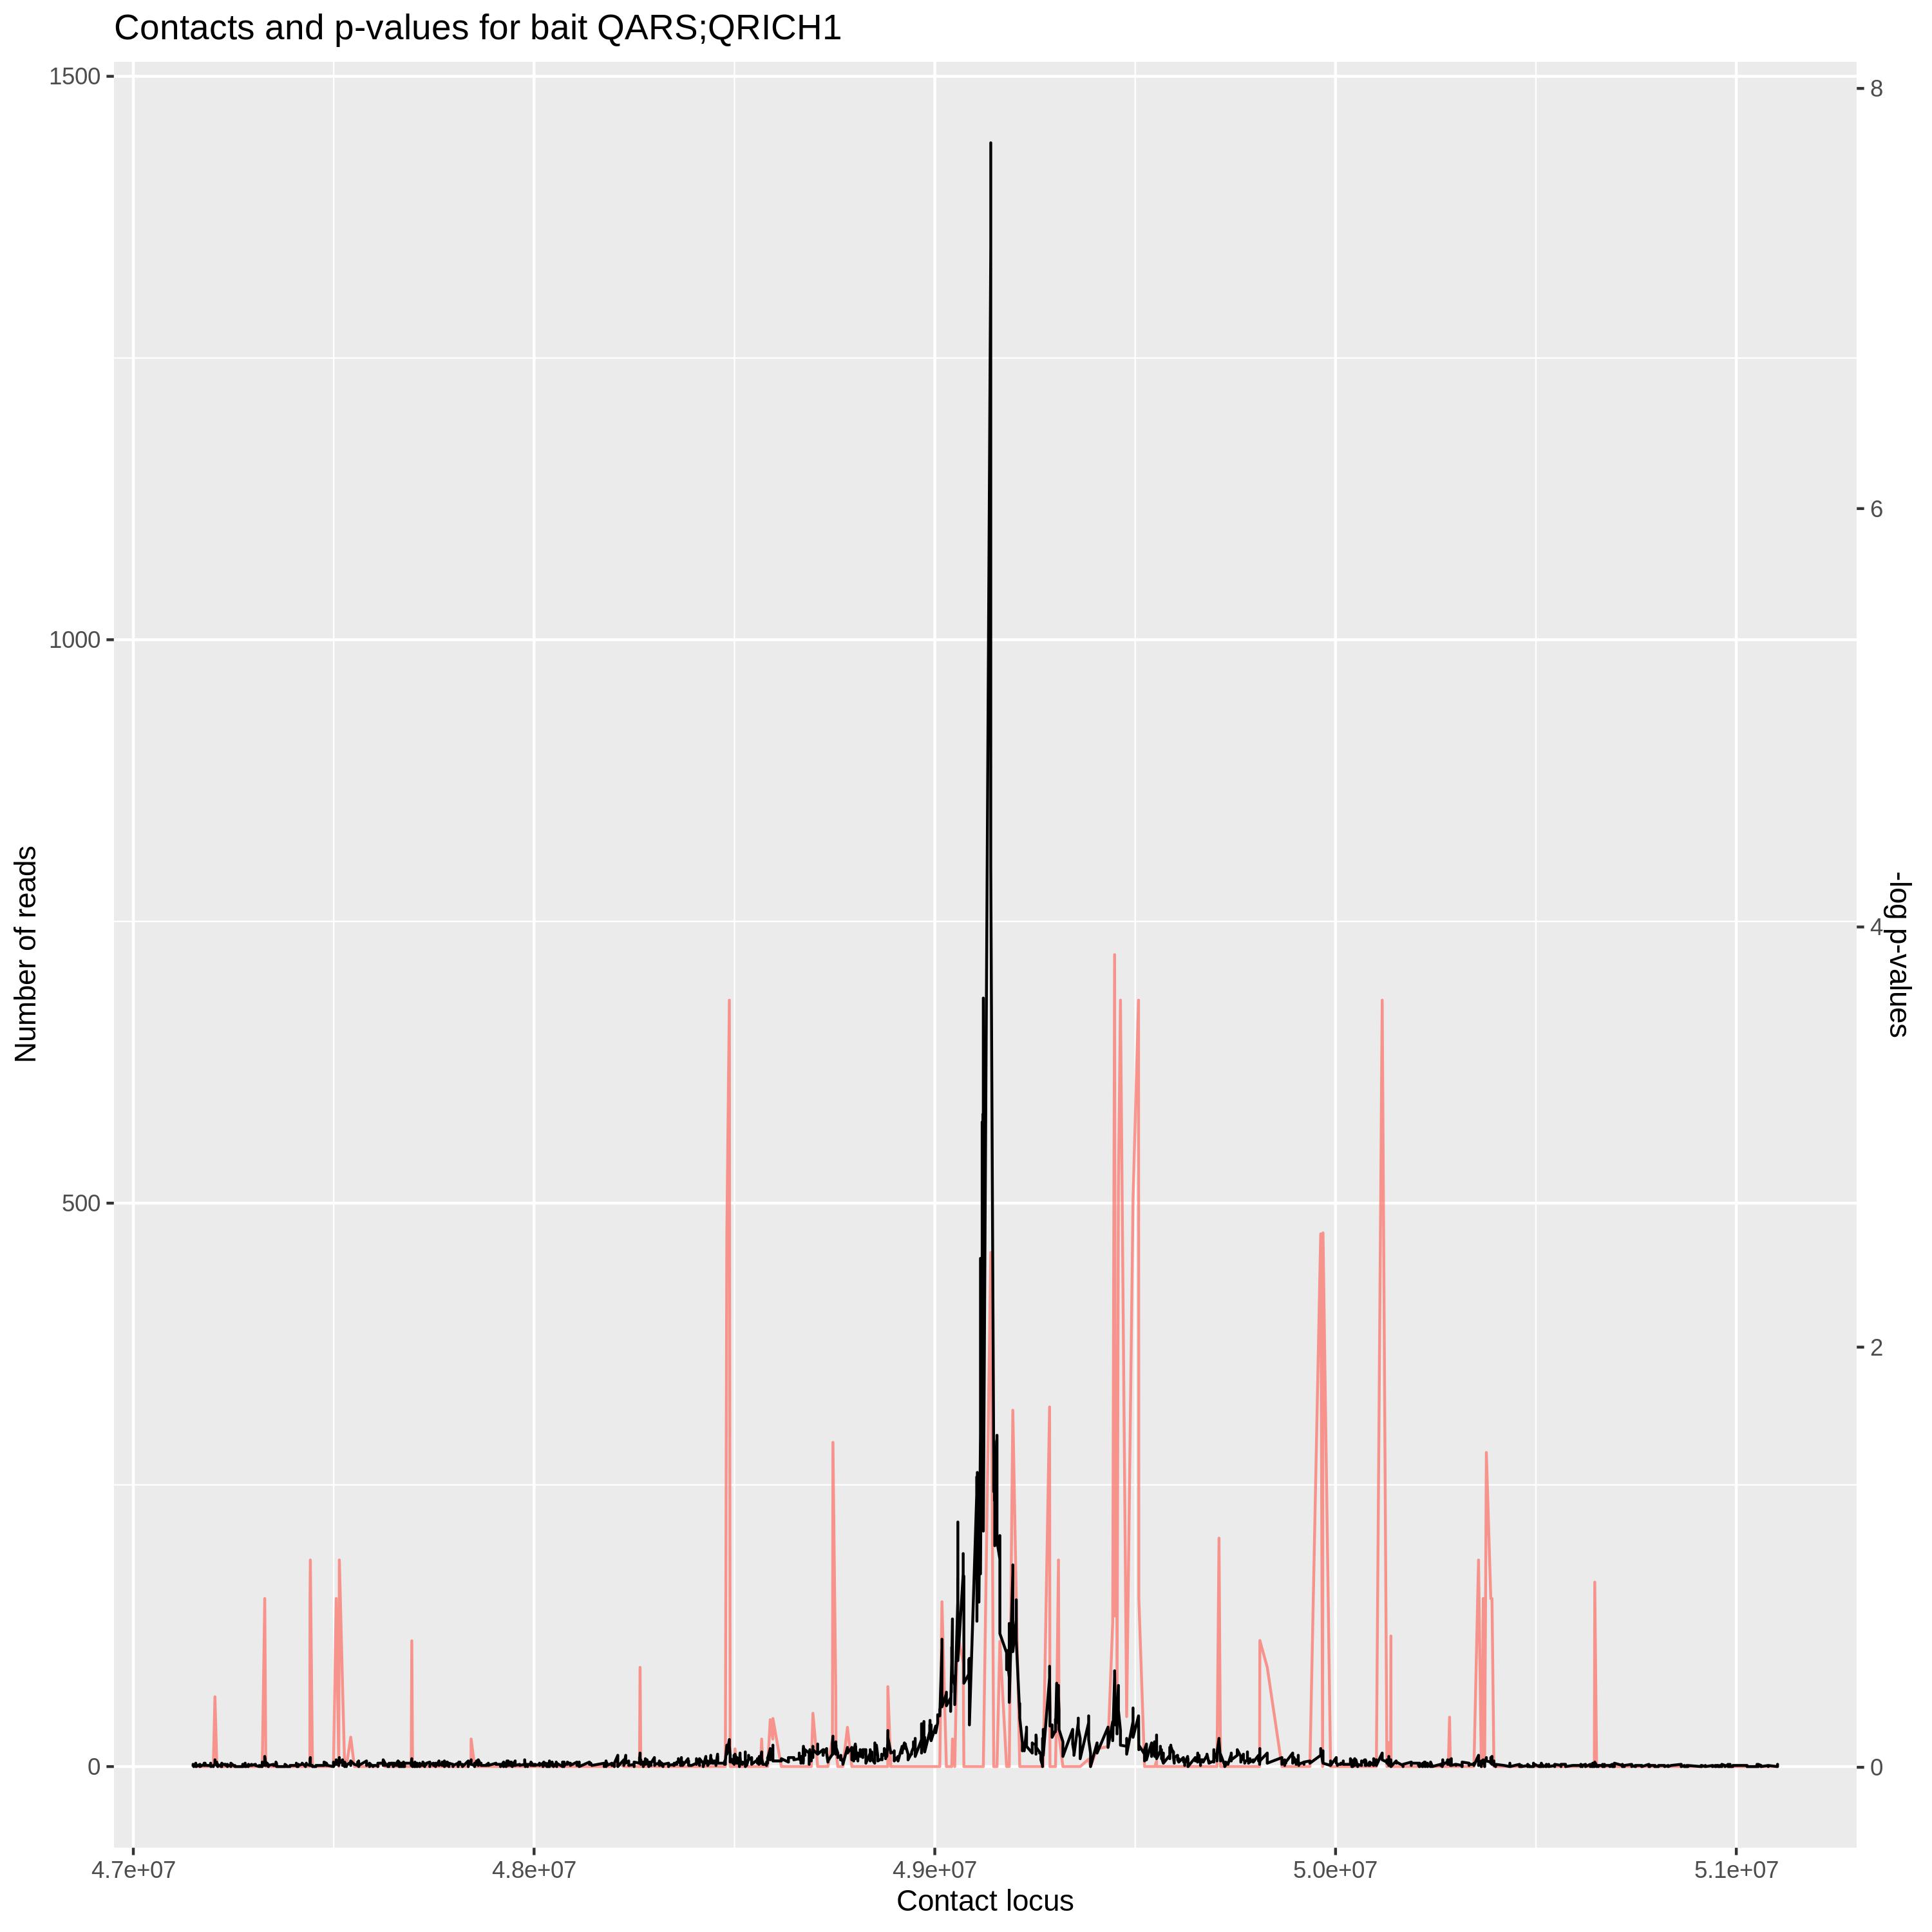 Contacts and p-values for bait QARS;QRICH1
1500
1000
500
0
Number of reads
8
6
4
2
0
-log p-values
4.7e+07
4.8e+07
4.9e+07
5.0e+07
5.1e+07
Contact locus